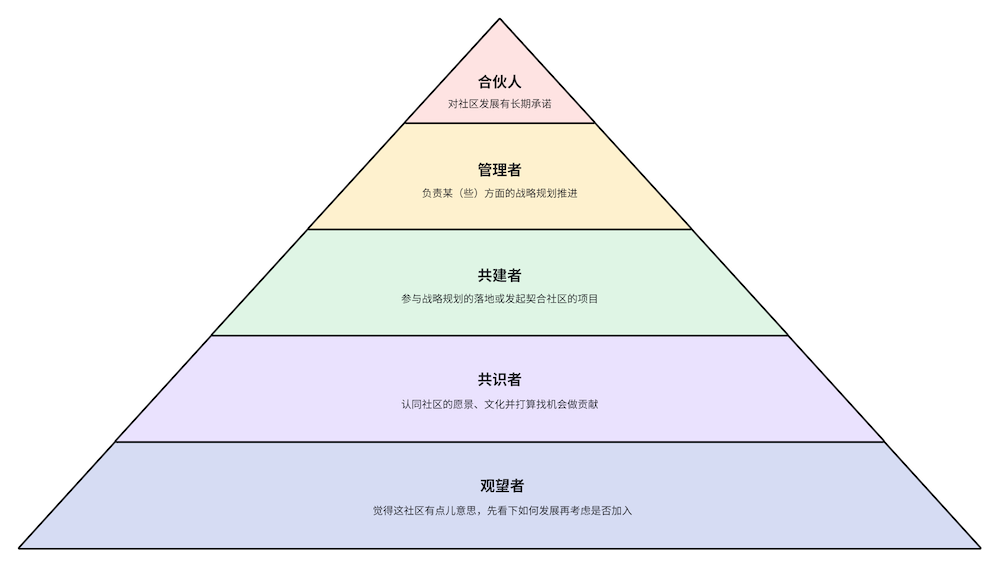 合伙人
对社区发展有长期承诺
管理者
负责某（些）方面的战略规划推进
共建者
参与战略规划的落地或发起契合社区的项目
共识者
认同社区的愿景、文化并打算找机会做贡献
观望者
觉得这社区有点儿意思，先看下如何发展再考虑是否加入